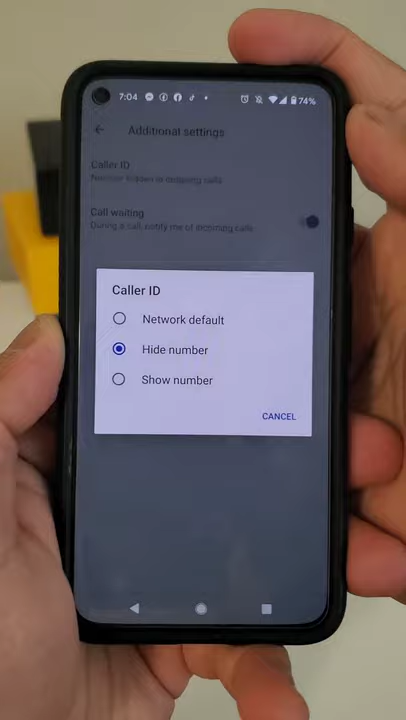 7:04
74%
Additional settings
Caller ID
Number hidden in outgoing calls
Call waiting
During a call, notify me of incoming calls
Caller ID
Network default
Hide number
Show number
CANCEL